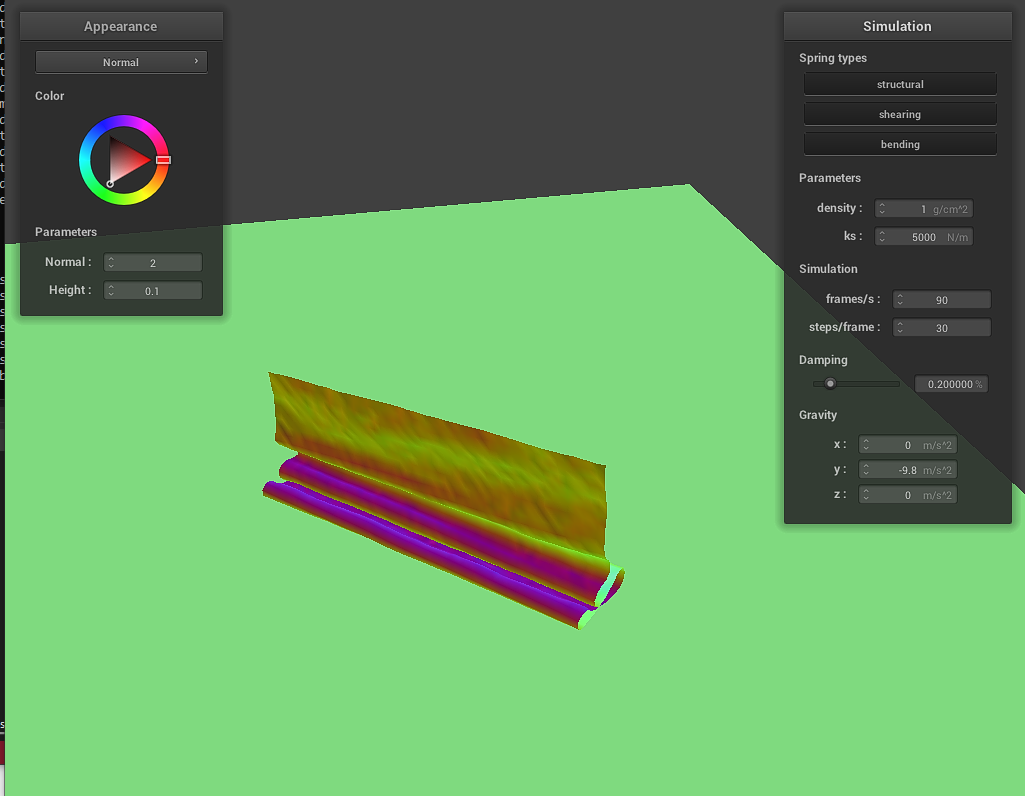 Appearance
Normal
Color
Parameters
Normal : 2
Height : 0.1
Simulation
Spring types
structural
shearing
bending
Parameters
density : 1 g/cm^2
ks : 5000 N/m
Simulation
frames/s : 90
steps/frame : 30
Damping
0.200000 %
Gravity
x : 0 m/s^2
y : -9.8 m/s^2
z : 0 m/s^2